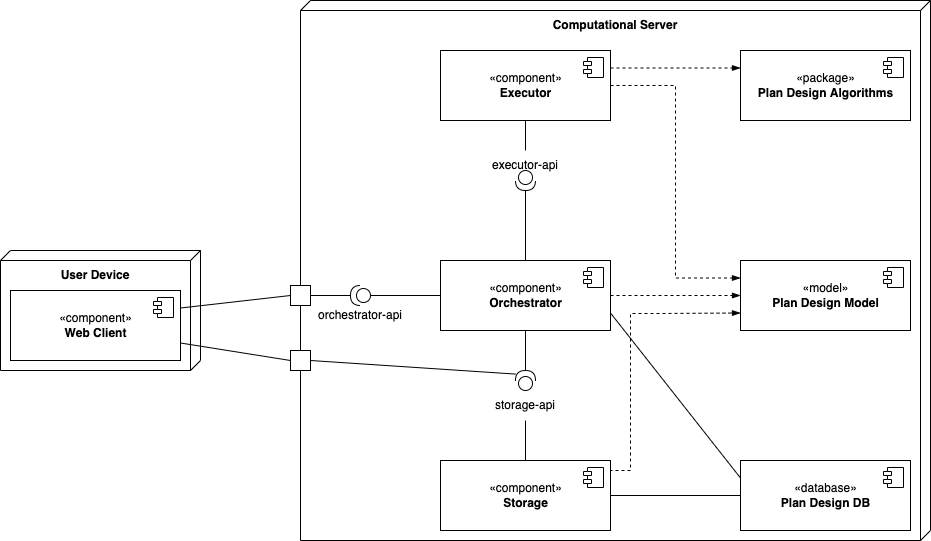 Computational Server
«component»
Executor
«package»
Plan Design Algorithms
executor-api
User Device
«component»
Web Client
orchestrator-api
«component»
Orchestrator
«model»
Plan Design Model
storage-api
«component»
Storage
«database»
Plan Design DB